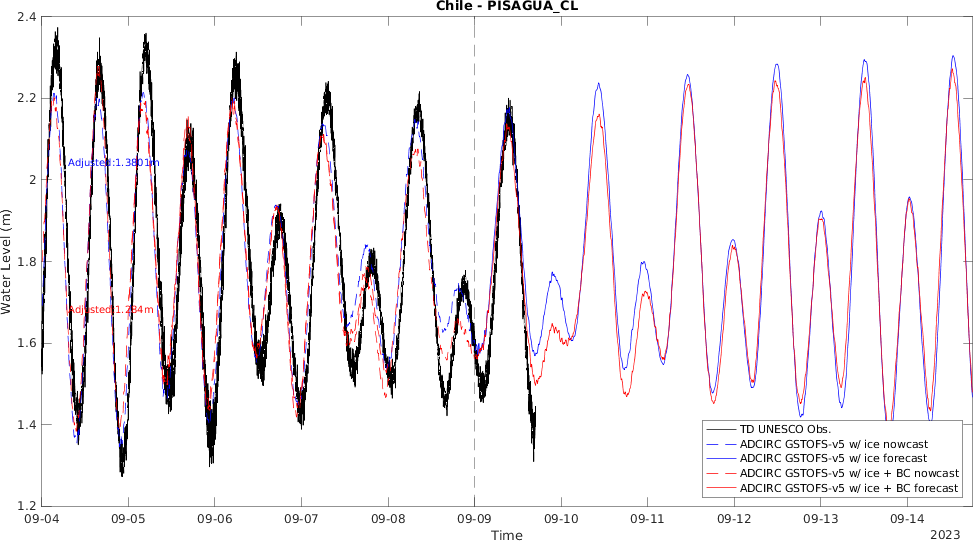 Chile - PISAGUA_CL
2.4
2.2
2
1.8
1.6
1.4
1.2
Water Level (m)
Adjusted:1.3801m
Adjusted:1.234m
TD UNESCO Obs.
ADCIRC GSTOFS-v5 w/ ice nowcast
ADCIRC GSTOFS-v5 w/ ice forecast
ADCIRC GSTOFS-v5 w/ ice + BC nowcast
ADCIRC GSTOFS-v5 w/ ice + BC forecast
09-04 09-05 09-06 09-07 09-08 09-09 09-10 09-11 09-12 09-13 09-14
Time
2023